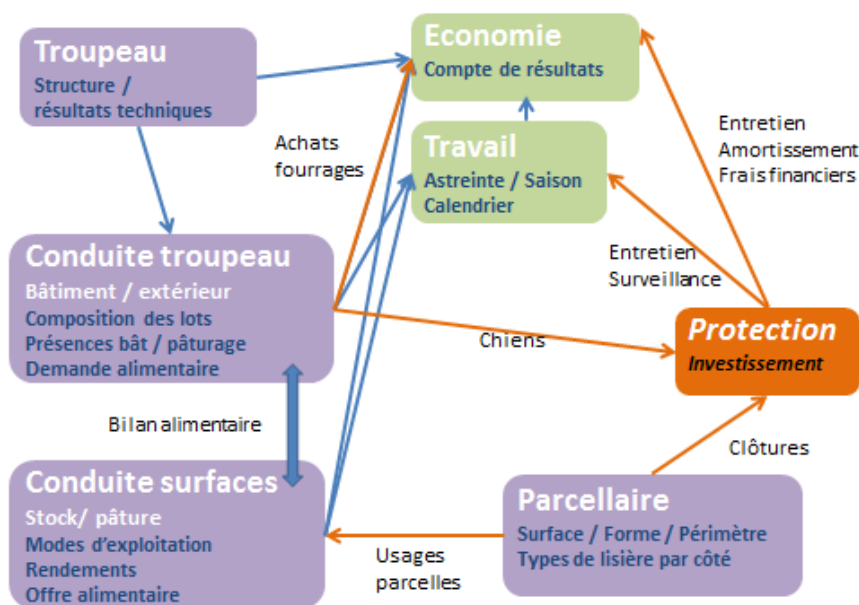 Troupeau
Structure /
résultats techniques
Economie
Compte de résultats
Achats
fourrages
Travail
Astreinte / Saison
Calendrier
Entretien
Amortissement
Frais financiers
Conduite troupeau
Bâtiment / extérieur
Composition des lots
Présences bât / pâturage
Demande alimentaire
Entretien
Surveillance
Chiens
Protection
Investissement
Bilan alimentaire
Clôtures
Conduite surfaces
Stock/ pâture
Modes d'exploitation
Rendements
Offre alimentaire
Usages
parcelles
Parcellaire
Surface / Forme / Périmètre
Types de lisière par côté